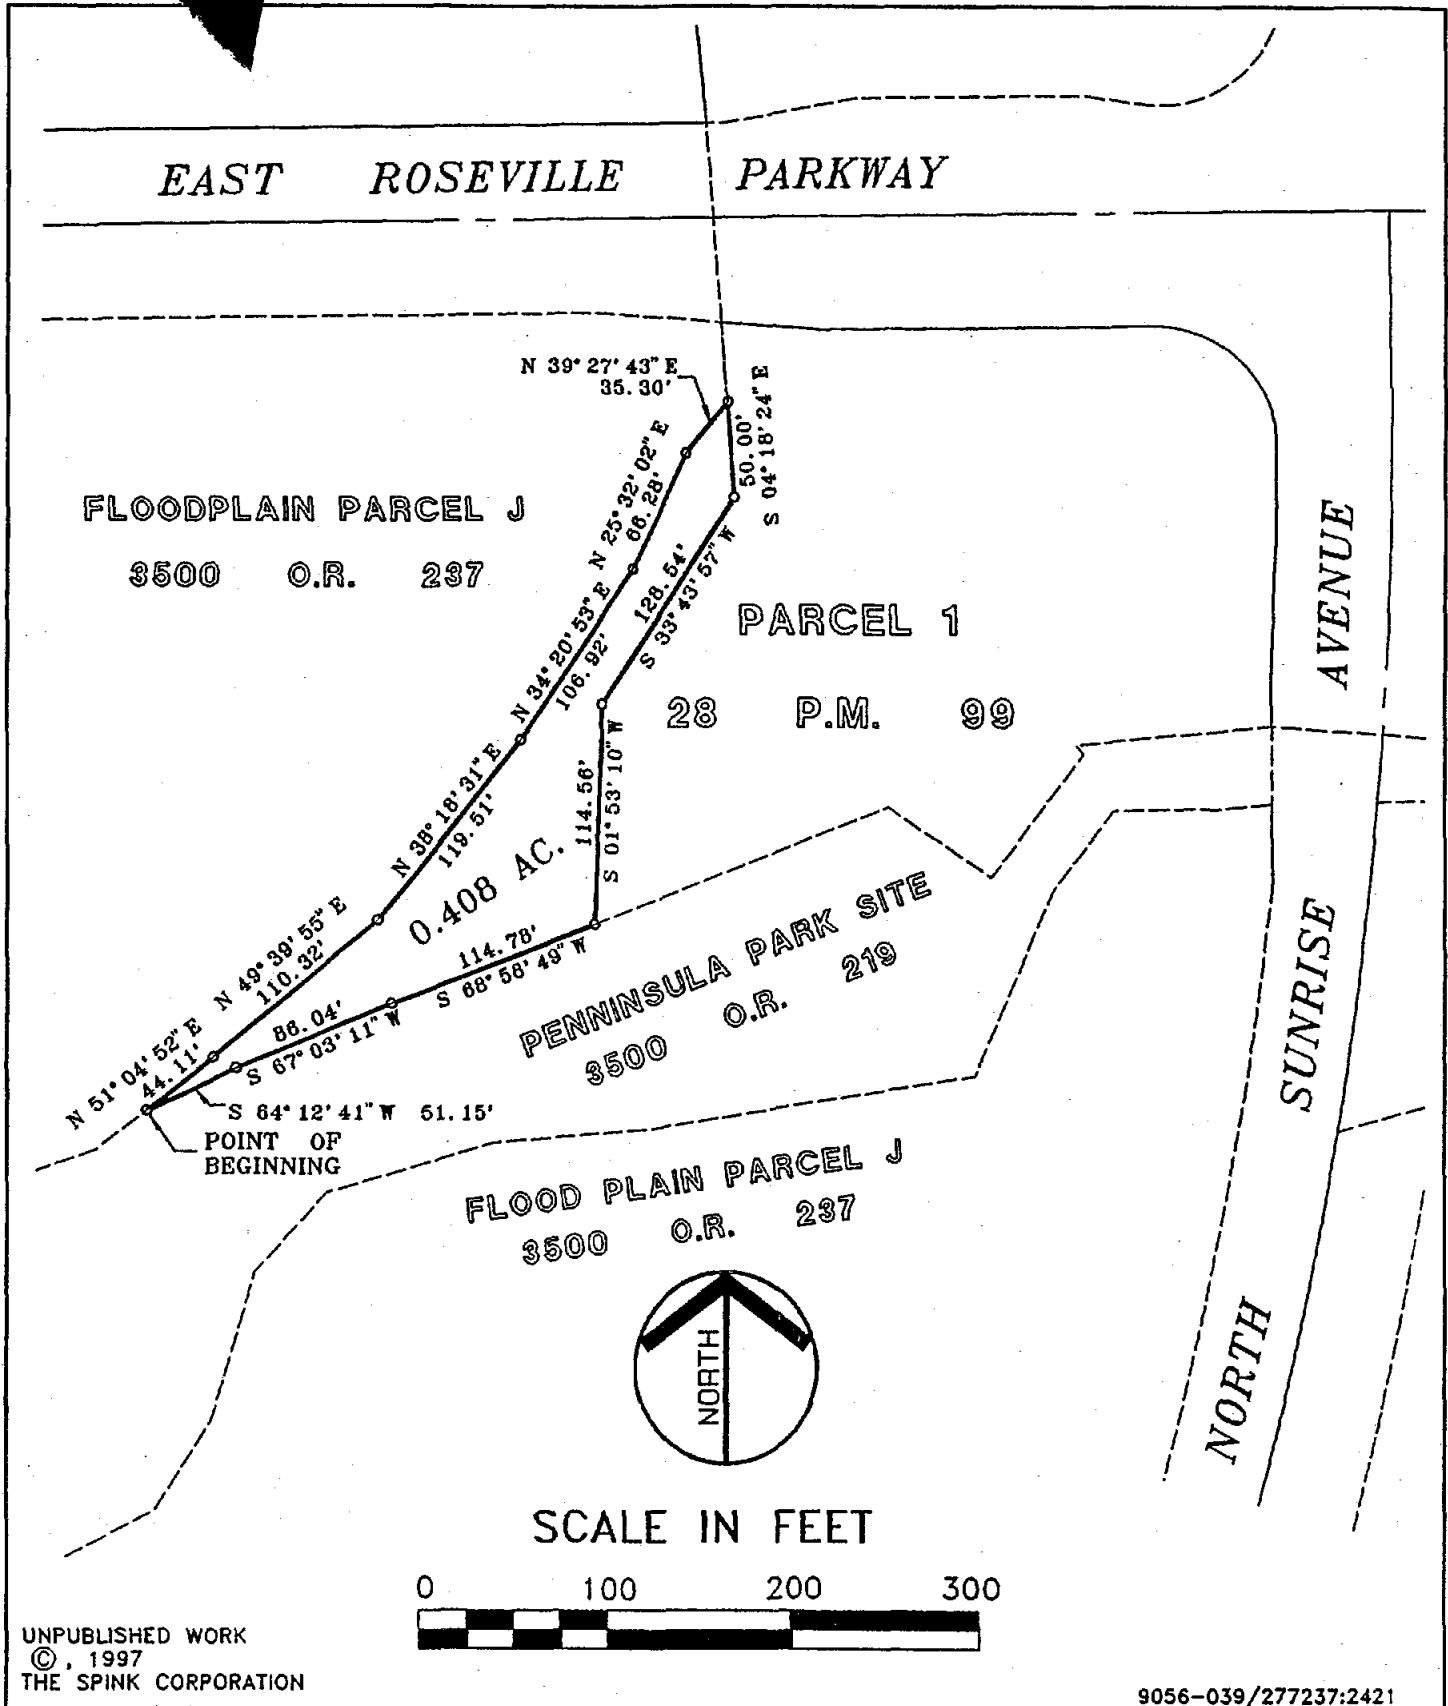 EAST ROSEVILLE PARKWAY
N 39° 27' 43" E
35.30'
50.00'
S 04° 18' 24" E
N 25° 32' 02" E
66.28'
FLOODPLAIN PARCEL J
3500 O.R. 237
N 34° 20' 53" E
106.92'
128.54'
S 33° 43' 57" W
PARCEL 1
28 P.M. 99
N 38° 18' 31" E
119.51'
114.56'
S 01° 53' 10" W
0.408 AC.
N 49° 39' 55" E
110.32'
114.78'
S 68° 58' 49" W
86.04'
S 67° 03' 11" W
N 51° 04' 52" E
44.11'
S 64° 12' 41" W 51.15'
POINT OF
BEGINNING
PENNINSULA PARK SITE
3500 O.R. 219
FLOOD PLAIN PARCEL J
3500 O.R. 237
NORTH SUNRISE AVENUE
NORTH
SCALE IN FEET
0 100 200 300
UNPUBLISHED WORK
©, 1997
THE SPINK CORPORATION
9056-039/277237:2421